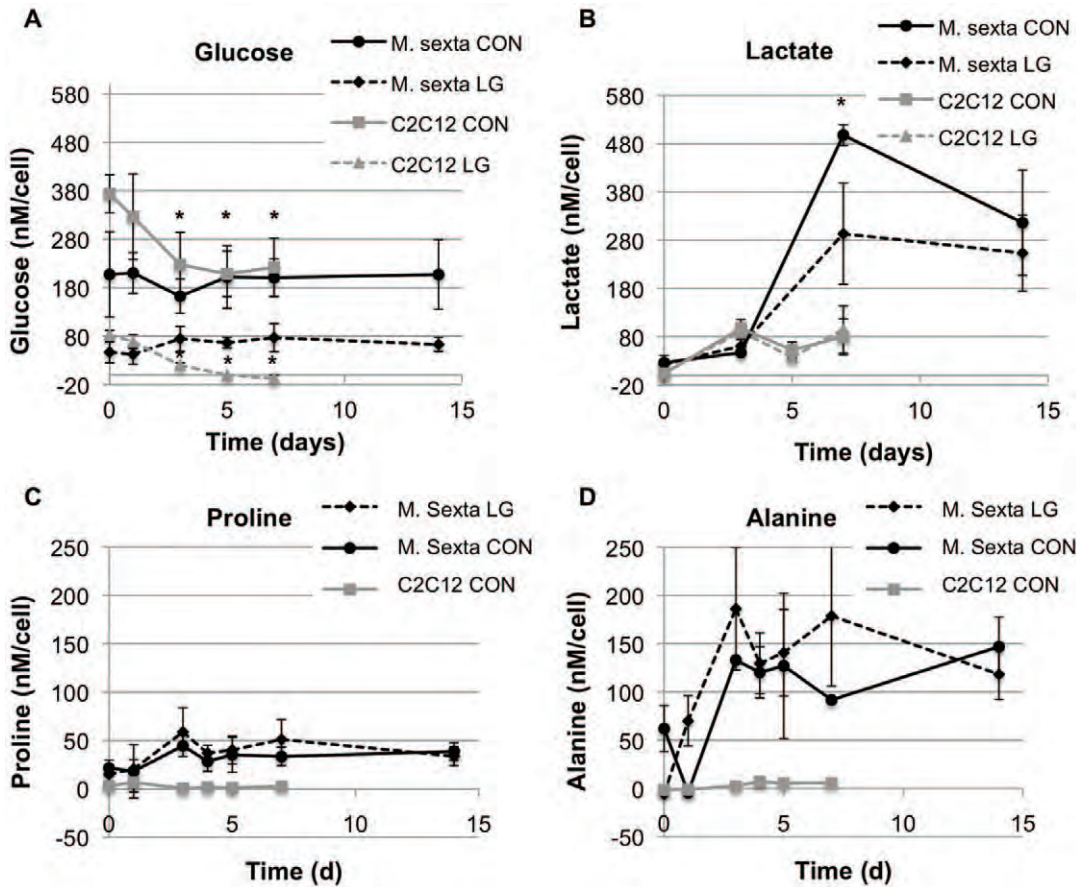 A
Glucose
M. sexta CON
M. sexta LG
C2C12 CON
C2C12 LG
580
480
380
280
180
80
-20
Glucose (nM/cell)
* * *
* * *
0 5 10 15
Time (days)
B
Lactate
M. sexta CON
M. sexta LG
C2C12 CON
C2C12 LG
580
480
380
280
180
80
-20
Lactate (nM/cell)
*
0 5 10 15
Time (days)
C
Proline
M. Sexta LG
M. Sexta CON
C2C12 CON
250
200
150
100
50
0
-50
Proline (nM/cell)
0 5 10 15
Time (d)
D
Alanine
M. Sexta LG
M. Sexta CON
C2C12 CON
250
200
150
100
50
0
-50
Alanine (nM/cell)
0 5 10 15
Time (d)